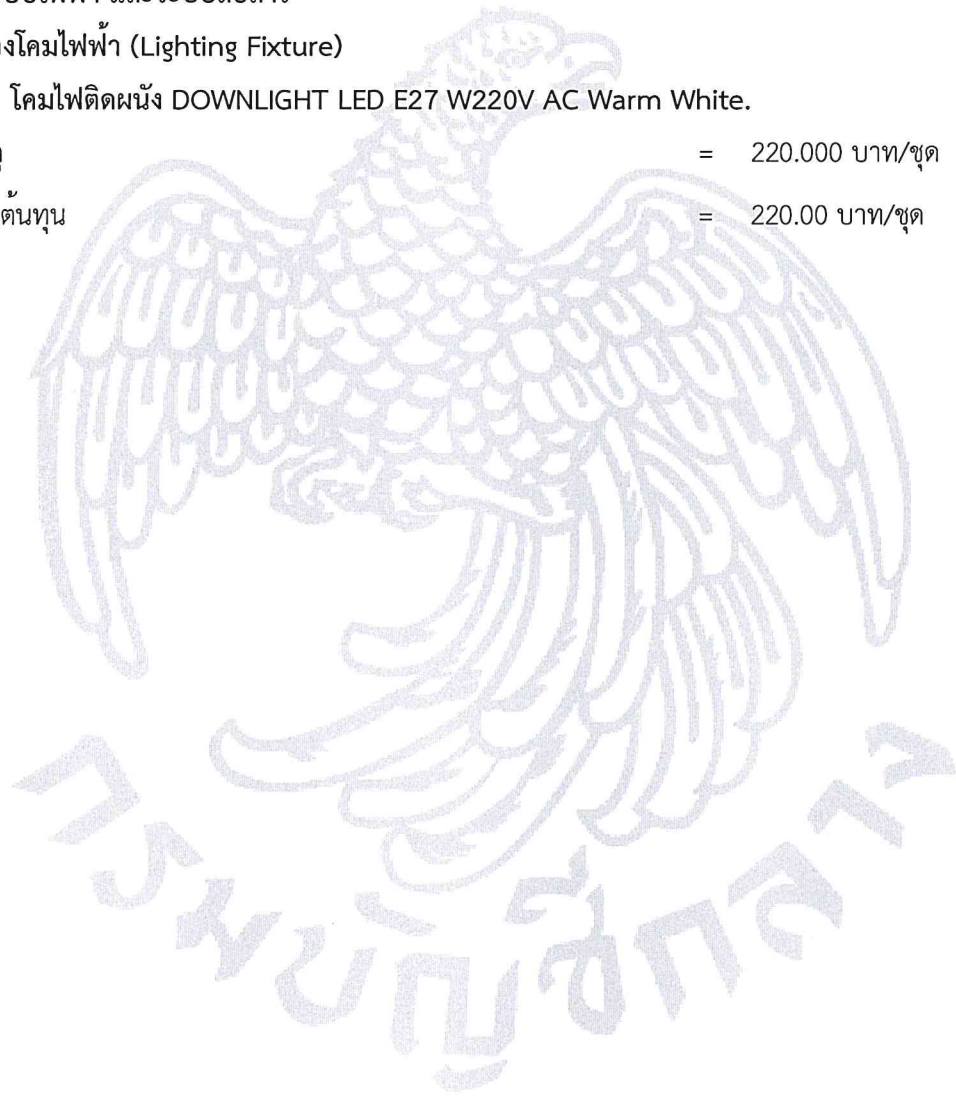 โคมไฟฟ้า (Lighting Fixture)
โคมไฟติดผนัง DOWNLIGHT LED E27 W220V AC Warm White.
= 220.000 บาท/ชุด
ต้นทุน = 220.00 บาท/ชุด
กรมบัญชีกลาง